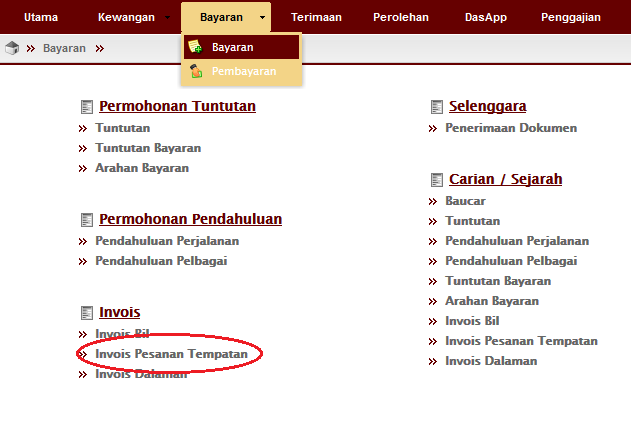 Utama Kewangan Bayaran Terimaan Perolehan DasApp Penggajian
Bayaran
Bayaran
Pembayaran
Permohonan Tuntutan
Tuntutan
Tuntutan Bayaran
Arahan Bayaran
Permohonan Pendahuluan
Pendahuluan Perjalanan
Pendahuluan Pelbagai
Invois
Invois Bil
Invois Pesanan Tempatan
Invois Dalaman
Selenggara
Penerimaan Dokumen
Carian / Sejarah
Baucar
Tuntutan
Pendahuluan Perjalanan
Pendahuluan Pelbagai
Tuntutan Bayaran
Arahan Bayaran
Invois Bil
Invois Pesanan Tempatan
Invois Dalaman